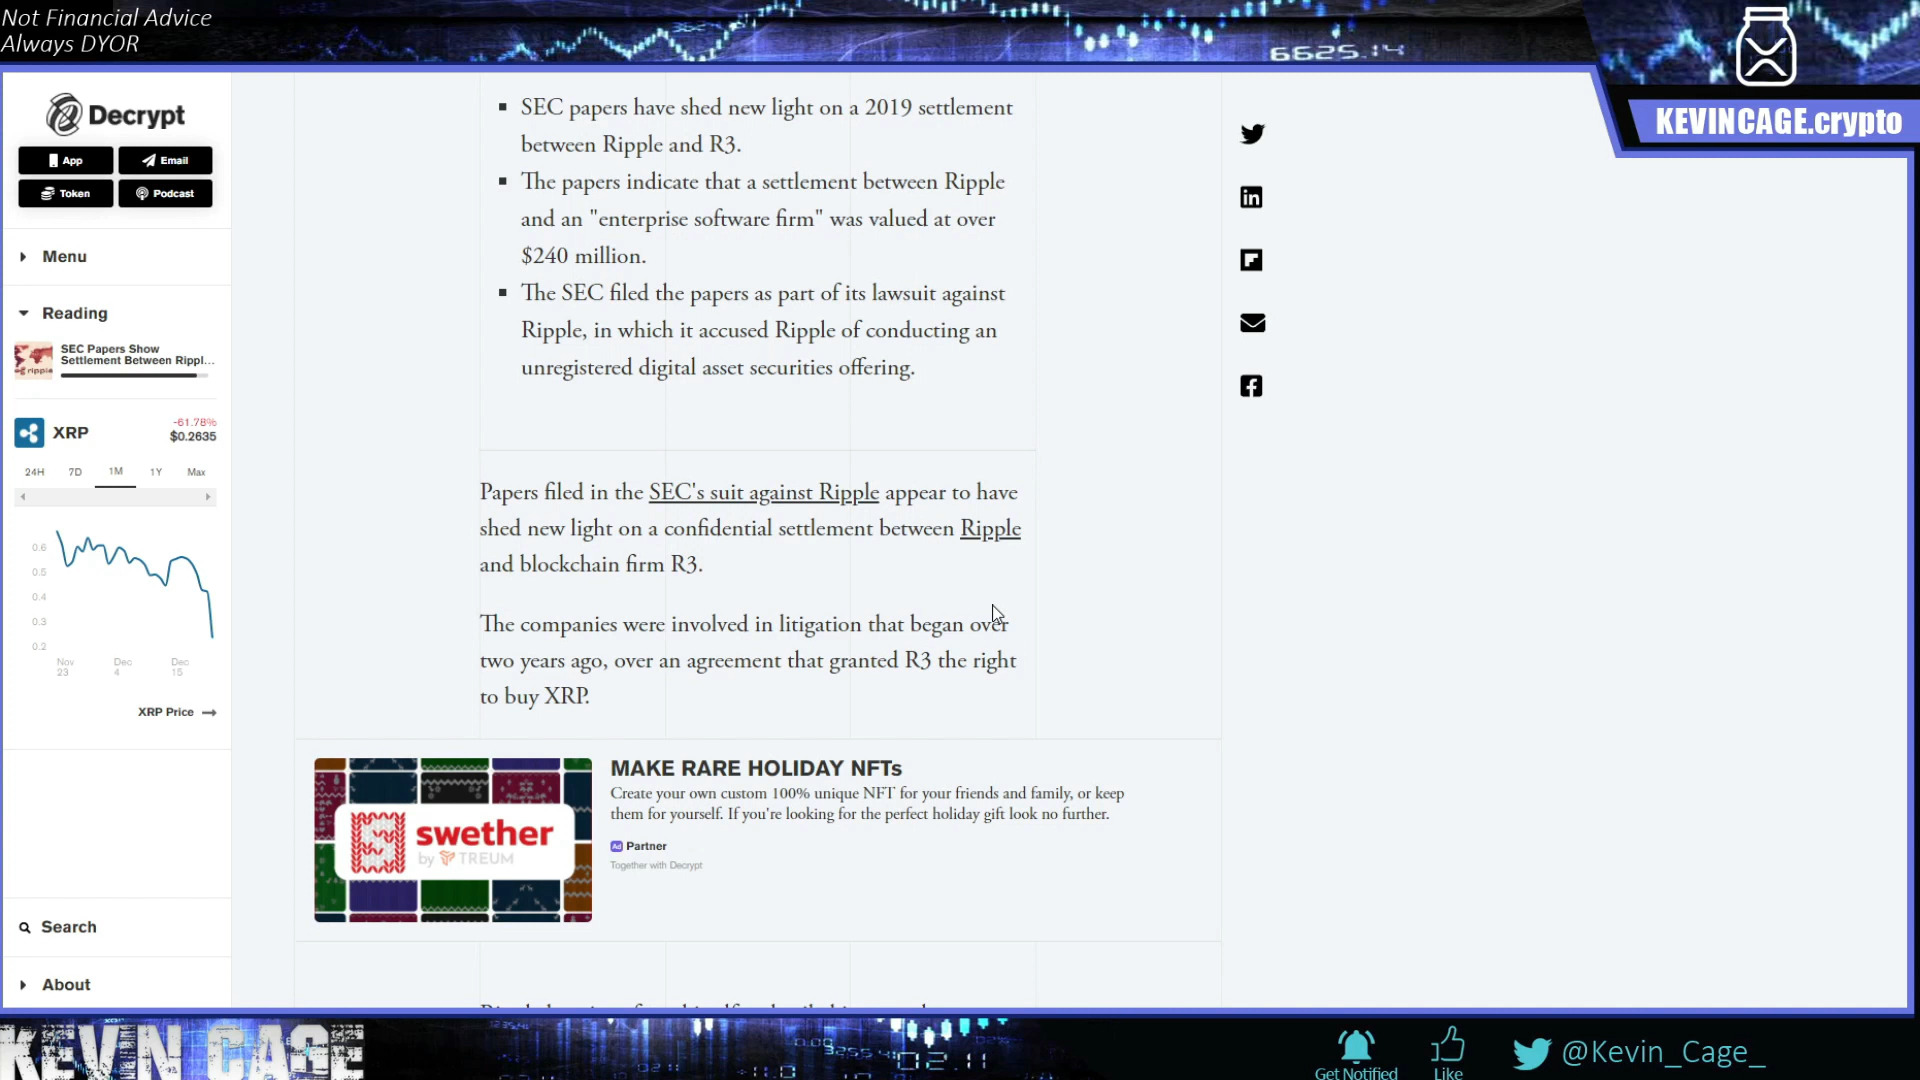 Not Financial Advice
Always DYOR
6625.14
KEVINCAGE.crypto
Decrypt
App
Email
Token
Podcast
Menu
Reading
SEC Papers Show
Settlement Between Rippl...
XRP
-61.78%
$0.2635
24H 7D 1M 1Y Max
0.6
0.5
0.4
0.3
0.2
Nov 23
Dec 4
Dec 15
XRP Price
Search
About
SEC papers have shed new light on a 2019 settlement
between Ripple and R3.
The papers indicate that a settlement between Ripple
and an "enterprise software firm" was valued at over
$240 million.
The SEC filed the papers as part of its lawsuit against
Ripple, in which it accused Ripple of conducting an
unregistered digital asset securities offering.
Papers filed in the SEC's suit against Ripple appear to have
shed new light on a confidential settlement between Ripple
and blockchain firm R3.
The companies were involved in litigation that began over
two years ago, over an agreement that granted R3 the right
to buy XRP.
swether
by TREUM
MAKE RARE HOLIDAY NFTs
Create your own custom 100% unique NFT for your friends and family, or keep
them for yourself. If you're looking for the perfect holiday gift look no further.
Ad Partner
Together with Decrypt
KEVIN CAGE
02.11
Get Notified
Like
@Kevin_Cage_